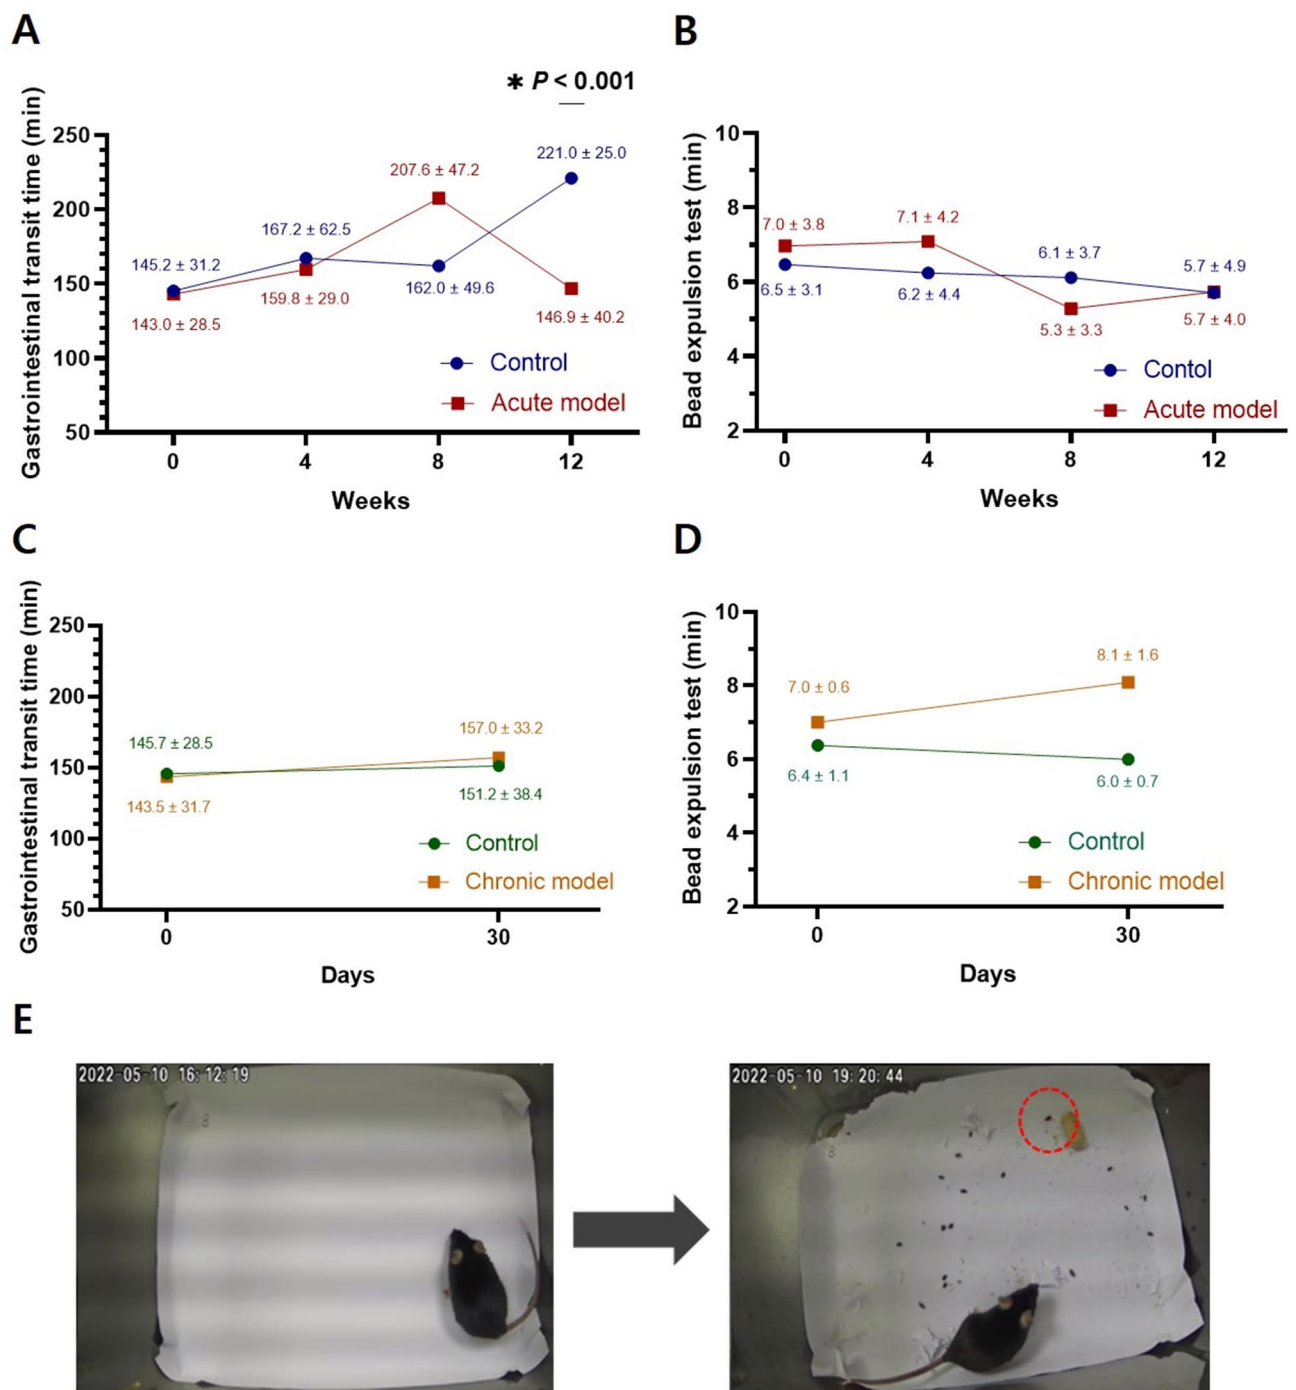 A
* P < 0.001
Gastrointestinal transit time (min)
250
200
150
100
50
145.2 ± 31.2
143.0 ± 28.5
167.2 ± 62.5
159.8 ± 29.0
207.6 ± 47.2
162.0 ± 49.6
221.0 ± 25.0
146.9 ± 40.2
Control
Acute model
0 4 8 12
Weeks
B
Bead expulsion test (min)
10
8
6
4
2
7.0 ± 3.8
6.5 ± 3.1
7.1 ± 4.2
6.2 ± 4.4
6.1 ± 3.7
5.3 ± 3.3
5.7 ± 4.9
5.7 ± 4.0
Contol
Acute model
0 4 8 12
Weeks
C
Gastrointestinal transit time (min)
250
200
150
100
50
145.7 ± 28.5
143.5 ± 31.7
157.0 ± 33.2
151.2 ± 38.4
Control
Chronic model
0 30
Days
D
Bead expulsion test (min)
10
8
6
4
2
7.0 ± 0.6
6.4 ± 1.1
8.1 ± 1.6
6.0 ± 0.7
Control
Chronic model
0 30
Days
E
2022-05-10 16:12:19
8
2022-05-10 19:20:44
8